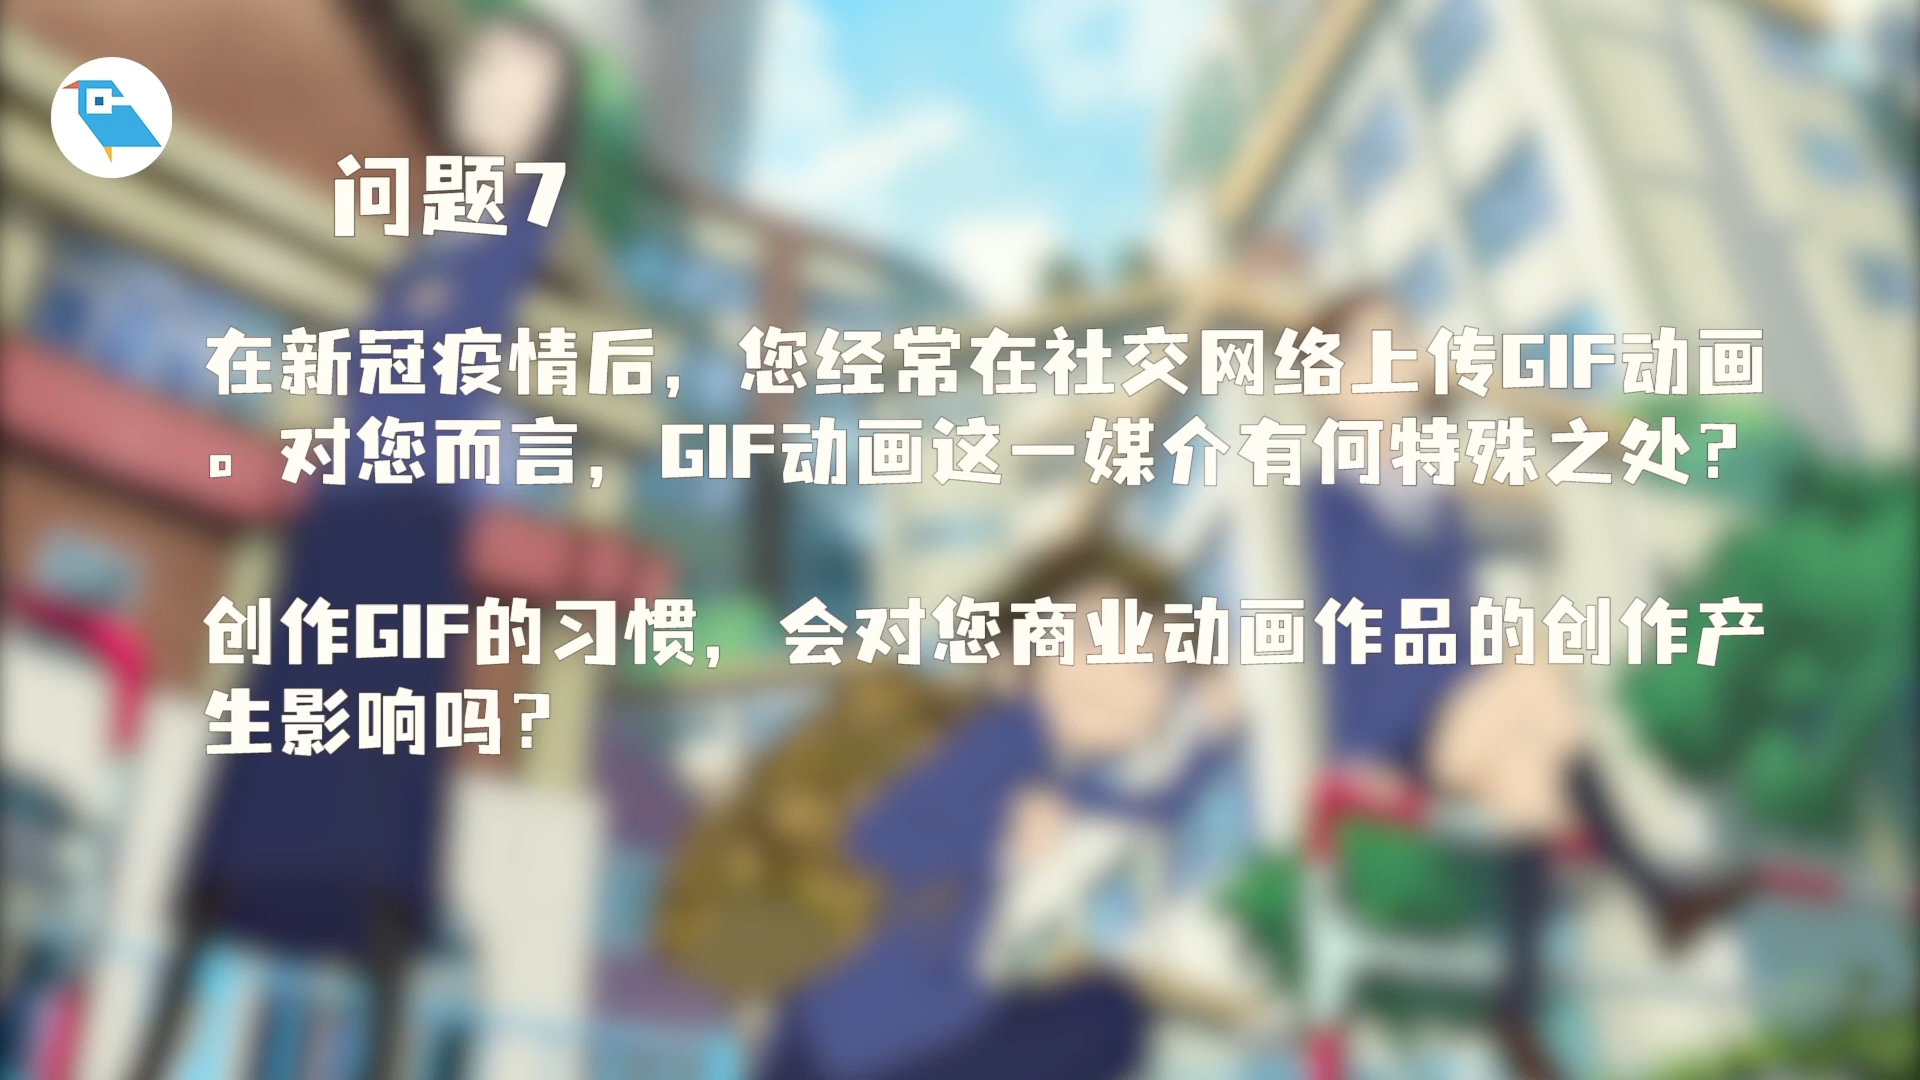 问题7
在新冠疫情后，您经常在社交网络上传GIF动画
。对您而言，GIF动画这一媒介有何特殊之处？
创作GIF的习惯，会对您商业动画作品的创作产
生影响吗？